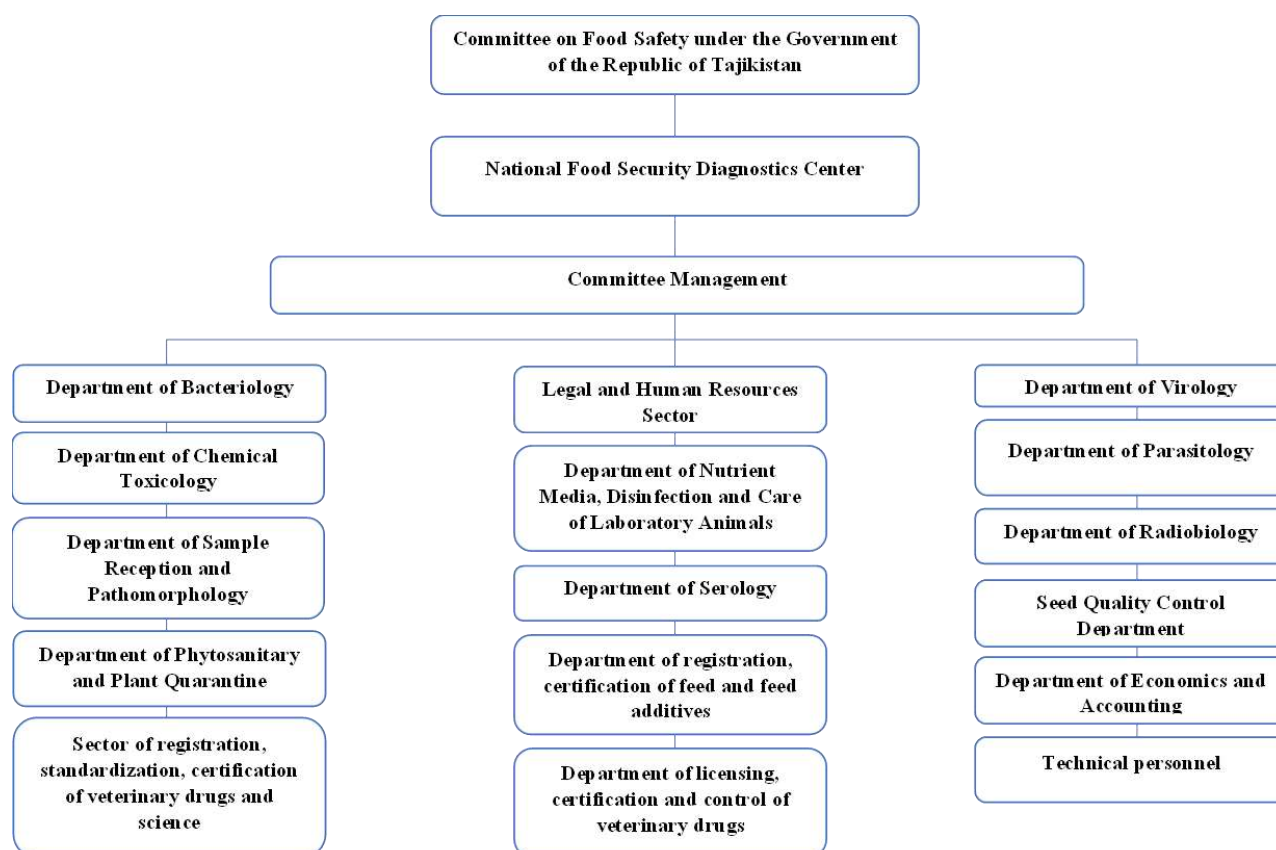 Committee on Food Safety under the Government
of the Republic of Tajikistan
National Food Security Diagnostics Center
Committee Management
Department of Bacteriology
Department of Chemical
Toxicology
Department of Sample
Reception and
Pathomorphology
Department of Phytosanitary
and Plant Quarantine
Sector of registration,
standardization, certification
of veterinary drugs and
science
Legal and Human Resources
Sector
Department of Nutrient
Media, Disinfection and Care
of Laboratory Animals
Department of Serology
Department of registration,
certification of feed and feed
additives
Department of licensing,
certification and control of
veterinary drugs
Department of Virology
Department of Parasitology
Department of Radiobiology
Seed Quality Control
Department
Department of Economics and
Accounting
Technical personnel